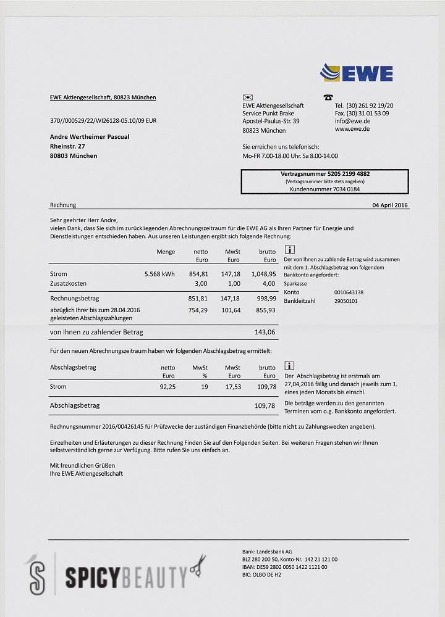 EWE
EWE Aktiengesellschaft, 80823 München
370//000529/22/WI26128-05.10/09 EUR
Andre Wertheimer Pascual
Rheinstr. 27
80803 München
EWE Aktiengesellschaft
Service Punkt Brake
Apostel-Paulus-Str. 39
80823 München
Tel. (30) 261 92 19/20
Fax. (30) 31 01 53 09
info@ewe.de
www.ewe.de
Sie erreichen uns telefonisch:
Mo-FR 7.00-18.00 Uhr. Sa 8.00-14.00
Vertragsnummer 5205 2199 4882
(Vertragsnummer bitte stets angeben)
Kundennummer 7034 0184
Rechnung
04 April 2016
Sehr geehrter Herr Andre,
vielen Dank, dass Sie sich im zurückliegenden Abrechnungszeitraum für die EWE AG als Ihren Partner für Energie und
Dienstleistungen entschieden haben. Aus unseren Leistungen ergibt sich folgende Rechnung:
Menge netto MwSt brutto
Euro Euro Euro
Strom 5.568 kWh 854,81 147,18 1,048,95
Zusatzkosten 3,00 1,00 4,00
Rechnungsbetrag 851,81 147,18 998,99
abzüglich Ihrer bis zum 28.04.2016 754,29 101,64 855,93
geleisteten Abschlagszahlungen
von Ihnen zu zahlender Betrag 143,06
Der von Ihnen zu zahlende Betrag wird zusammen
mit dem 1. Abschlagsbetrag von folgendem
Bankkonto angefordert:
Sparkasse
Konto 0010643178
Bankleitzahl 29050101
Für den neuen Abrechnungszeitraum haben wir folgenden Abschlagsbetrag ermittelt:
Abschlagsbetrag netto MwSt MwSt brutto
Euro % Euro Euro
Strom 92,25 19 17,53 109,78
Abschlagsbetrag 109,78
Der Abschlagsbetrag ist erstmals am
27,04,2016 fällig und danach jeweils zum 1.
eines jeden Monats bis einschl.
Die beträge werden zu den genannten
Terminen vom o.g. Bankkonto angefordert.
Rechnungsnummer 2016/00426145 für Prüfzwecke der zuständigen Finanzbehörde (bitte nicht zu Zahlungszwecken angeben).
Einzelheiten und Erläuterungen zu dieser Rechnung Finden Sie auf den Folgenden Seiten. Bei weiteren Fragen stehen wir Ihnen
selbstverständlich gerne zur Verfügung. Bitte rufen Sie uns einfach an.
Mit freundlichen Grüßen
Ihre EWE Aktiengesellschaft
SPICYBEAUTY
Bank: Landesbank AG
BLZ 280 200 50, Konto-Nr. 142 21 121 00
IBAN: DE59 2802 0050 1422 1121 00
BIC: OLBO DE H2